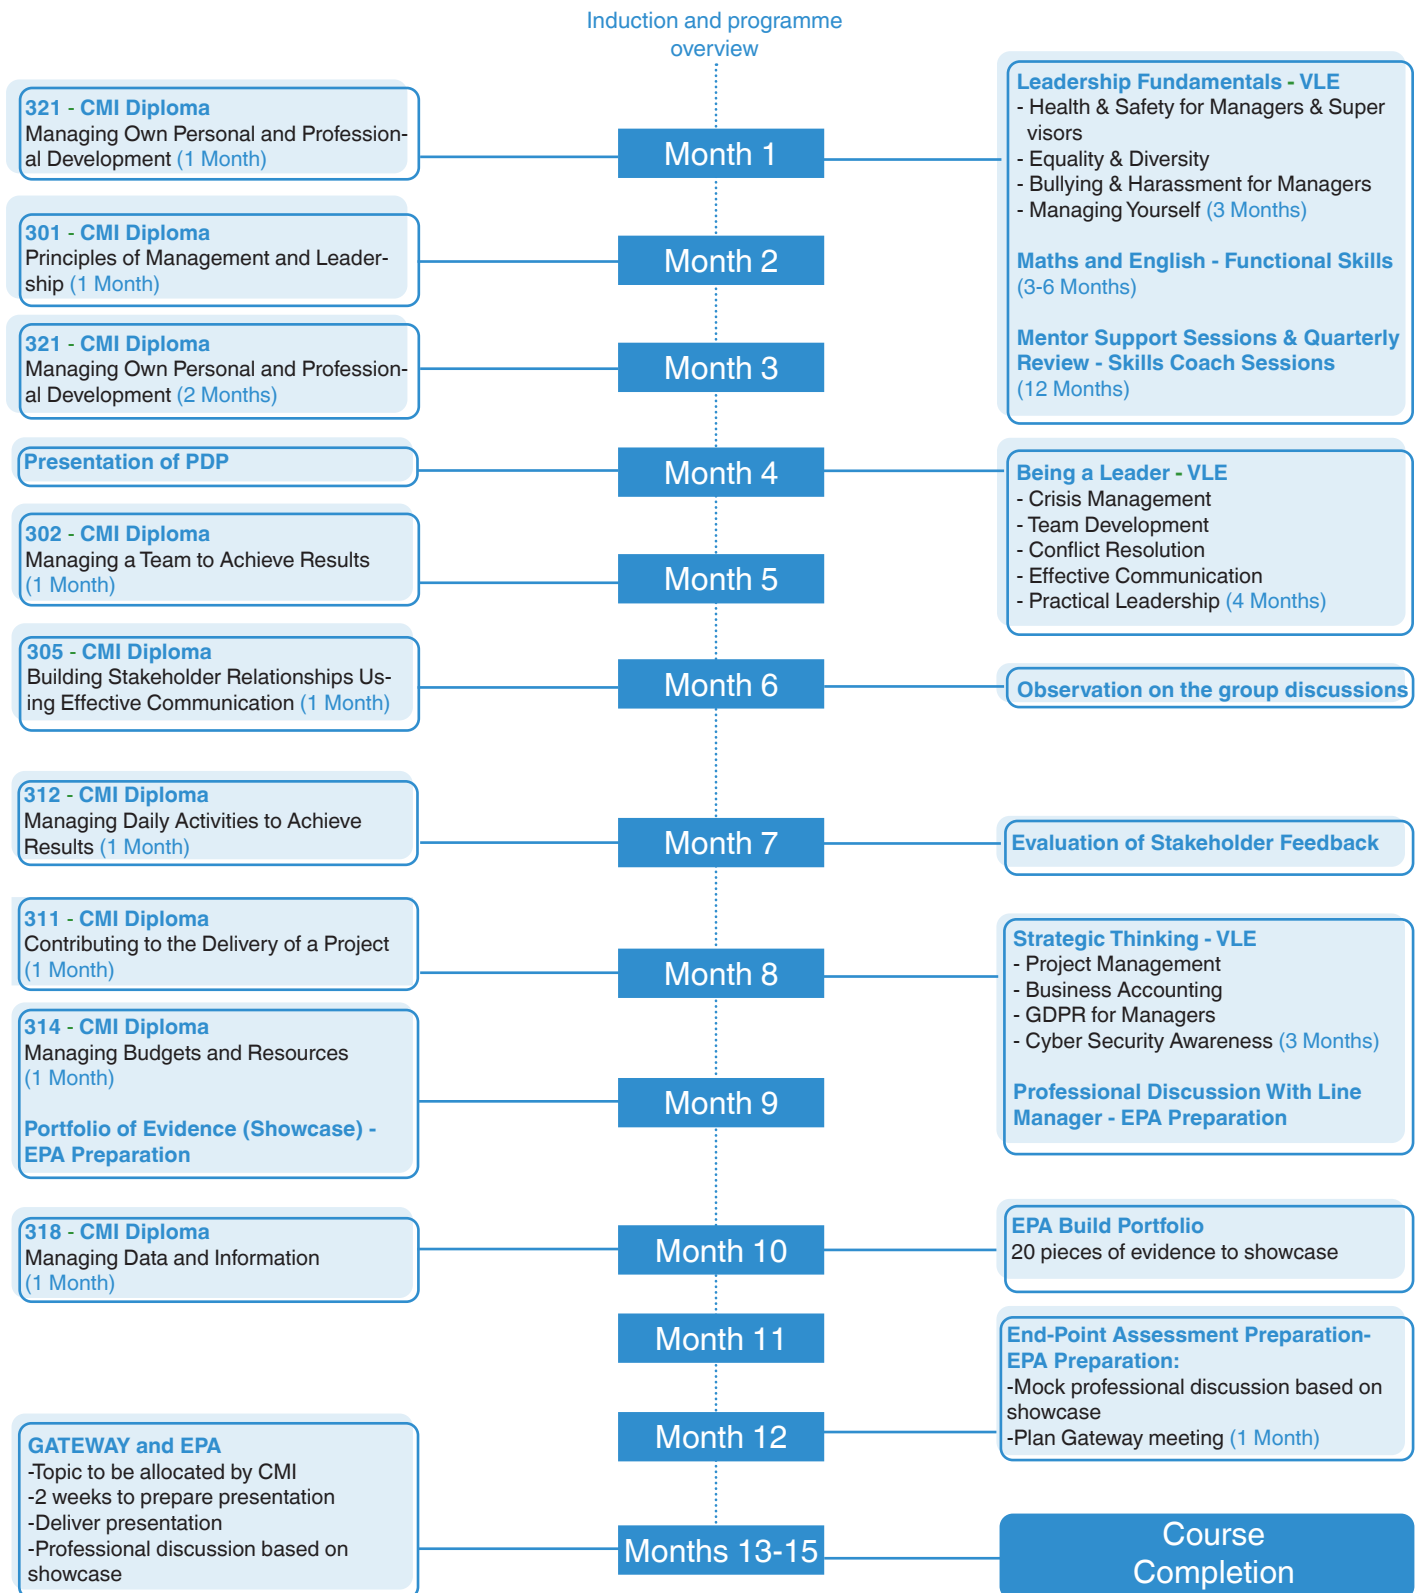 Induction and programme
overview
321 - CMI Diploma
Managing Own Personal and Profession-
al Development (1 Month)
Month 1
Leadership Fundamentals - VLE
- Health & Safety for Managers & Super
visors
- Equality & Diversity
- Bullying & Harassment for Managers
- Managing Yourself (3 Months)
Maths and English - Functional Skills
(3-6 Months)
Mentor Support Sessions & Quarterly
Review - Skills Coach Sessions
(12 Months)
301 - CMI Diploma
Principles of Management and Leader-
ship (1 Month)
Month 2
321 - CMI Diploma
Managing Own Personal and Profession-
al Development (2 Months)
Month 3
Presentation of PDP
Month 4
Being a Leader - VLE
- Crisis Management
- Team Development
- Conflict Resolution
- Effective Communication
- Practical Leadership (4 Months)
302 - CMI Diploma
Managing a Team to Achieve Results
(1 Month)
Month 5
305 - CMI Diploma
Building Stakeholder Relationships Us-
ing Effective Communication (1 Month)
Month 6
Observation on the group discussions
312 - CMI Diploma
Managing Daily Activities to Achieve
Results (1 Month)
Month 7
Evaluation of Stakeholder Feedback
311 - CMI Diploma
Contributing to the Delivery of a Project
(1 Month)
Month 8
Strategic Thinking - VLE
- Project Management
- Business Accounting
- GDPR for Managers
- Cyber Security Awareness (3 Months)
Professional Discussion With Line
Manager - EPA Preparation
314 - CMI Diploma
Managing Budgets and Resources
(1 Month)
Portfolio of Evidence (Showcase) -
EPA Preparation
Month 9
318 - CMI Diploma
Managing Data and Information
(1 Month)
Month 10
EPA Build Portfolio
20 pieces of evidence to showcase
Month 11
Month 12
End-Point Assessment Preparation-
EPA Preparation:
-Mock professional discussion based on
showcase
-Plan Gateway meeting (1 Month)
GATEWAY and EPA
-Topic to be allocated by CMI
-2 weeks to prepare presentation
-Deliver presentation
-Professional discussion based on
showcase
Months 13-15
Course
Completion